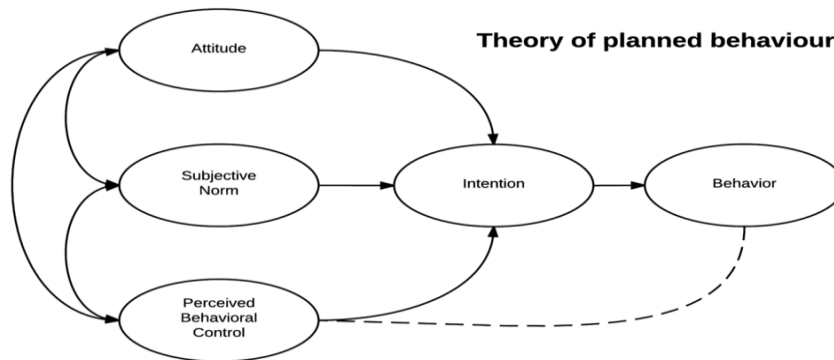 Theory of planned behaviour
Attitude
Subjective
Norm
Intention
Behavior
Perceived
Behavioral
Control